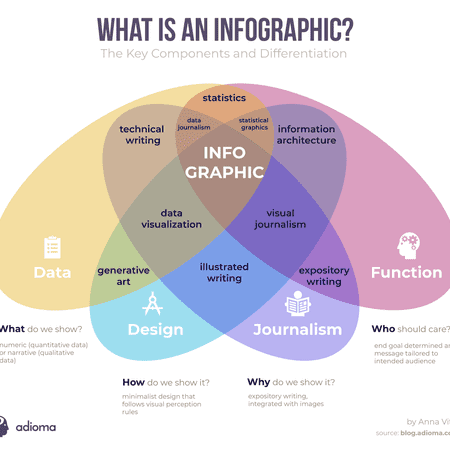 WHAT IS AN INFOGRAPHIC?
The Key Components and Differentiation
statistics
data
journalism
statistical
graphics
technical
writing
information
architecture
INFO
GRAPHIC
data
visualization
visual
journalism
Data
Function
generative
art
illustrated
writing
expository
writing
Design
Journalism
What do we show?
numeric (quantitative data)
or narrative (qualitative
data)
Who should care?
end goal determined a
message tailored to
intended audience
How do we show it?
minimalist design that
follows visual perception
rules
Why do we show it?
expository writing,
integrated with images
adioma
by Anna Vi
source: blog.adioma.